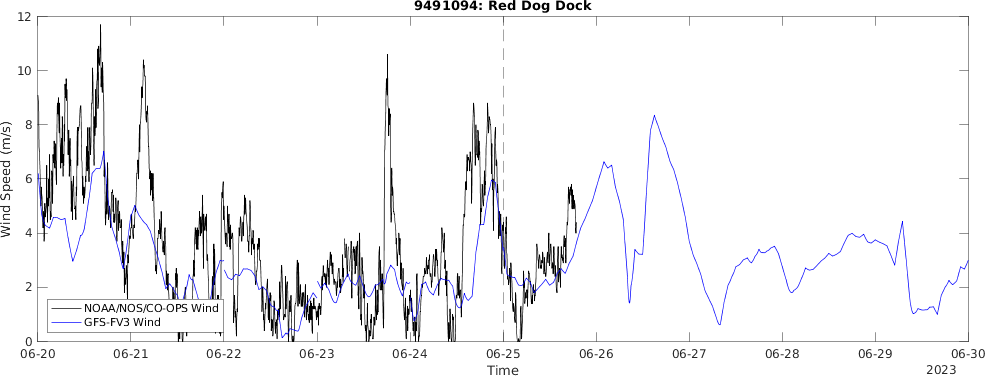 9491094: Red Dog Dock
Wind Speed (m/s)
12
10
8
6
4
2
0
NOAA/NOS/CO-OPS Wind
GFS-FV3 Wind
06-20 06-21 06-22 06-23 06-24 06-25 06-26 06-27 06-28 06-29 06-30
Time
2023